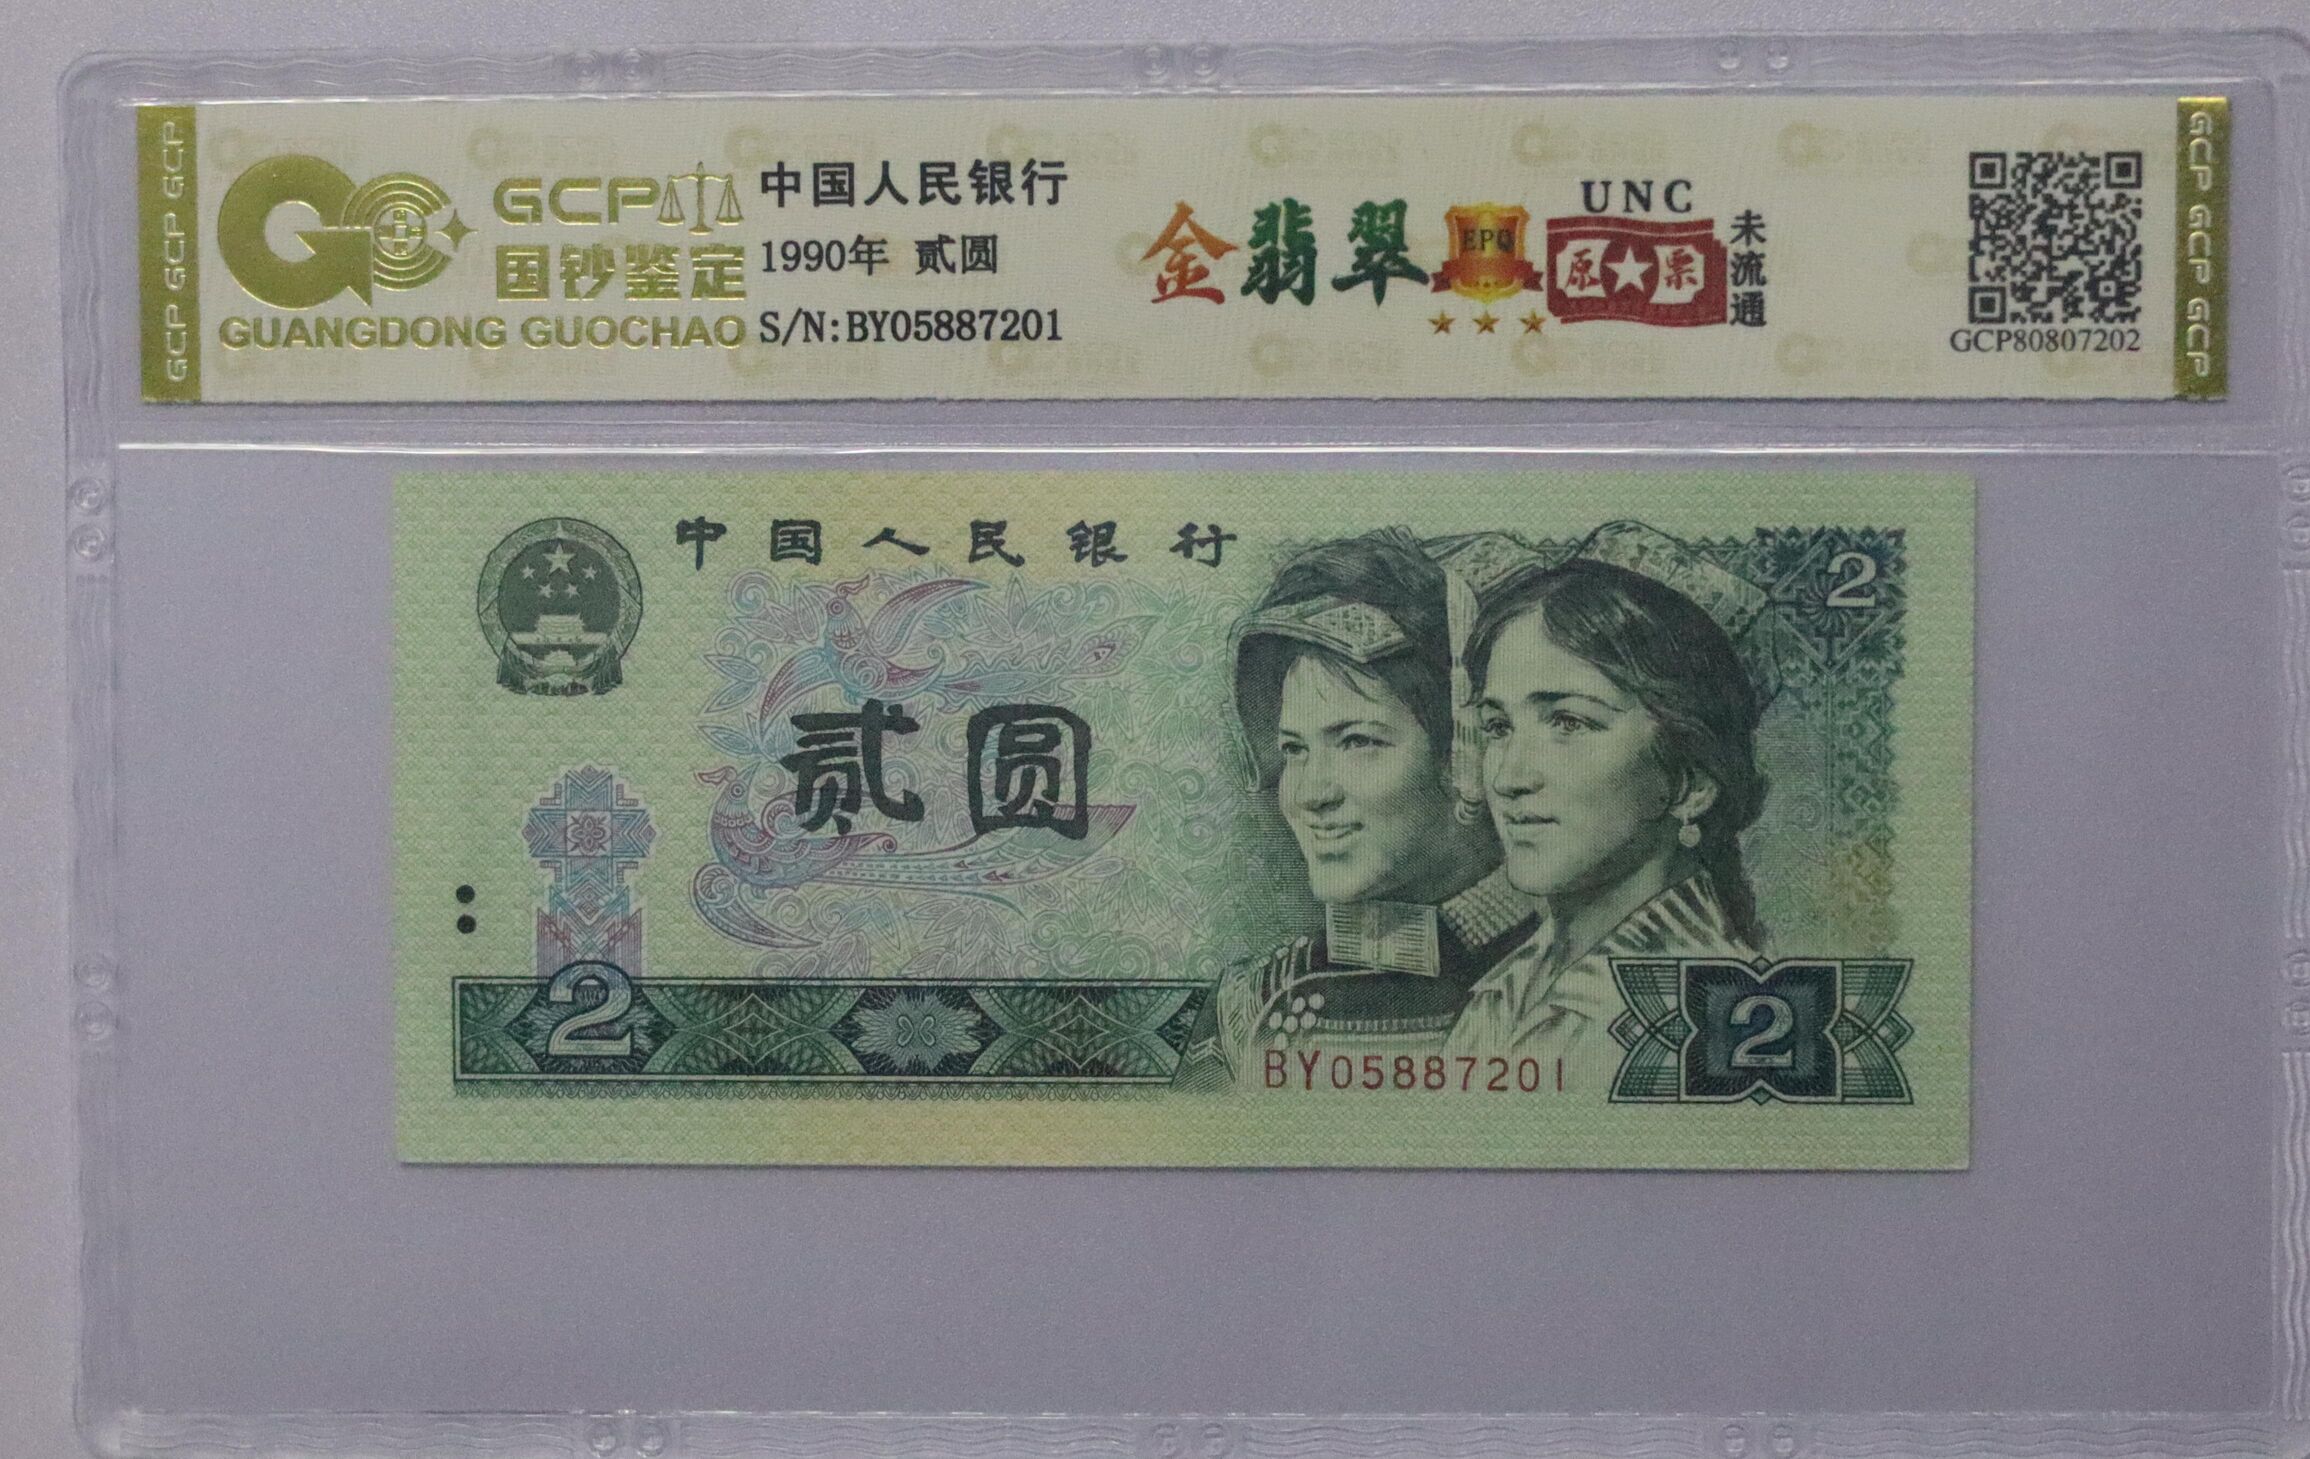 GCP GCP GCP
GCP
国钞鉴定
GUANGDONG GUOCHAO
中国人民银行
1990年 贰圆
S/N:BY05887201
金翡翠
EPQ
UNC
原★票
未流通
GCP80807202
GCP GCP GCP
中国人民银行
2
贰圆
2
BY05887201
2